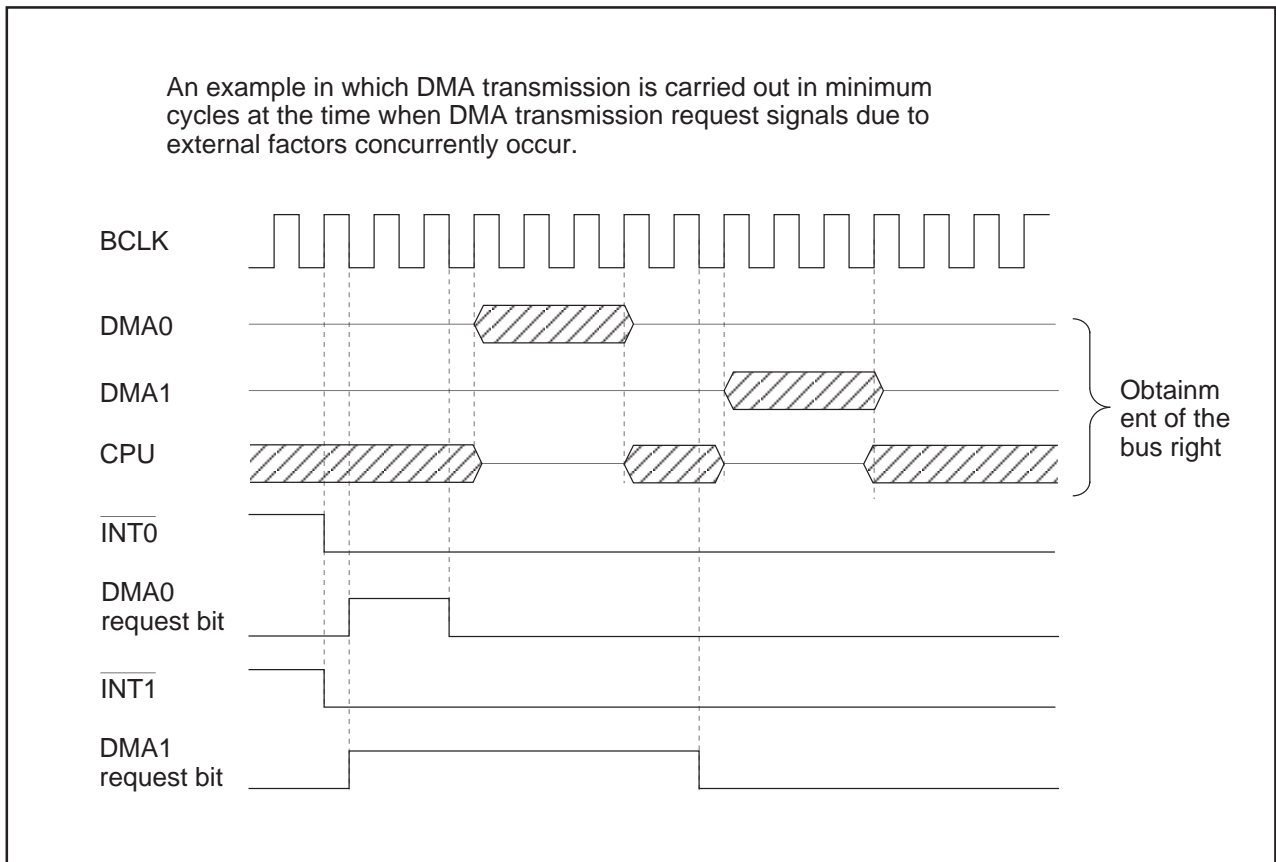 An example in which DMA transmission is carried out in minimum
cycles at the time when DMA transmission request signals due to
external factors concurrently occur.
BCLK
DMA0
DMA1
CPU
Obtainm
ent of the
bus right
INT0
DMA0
request bit
INT1
DMA1
request bit